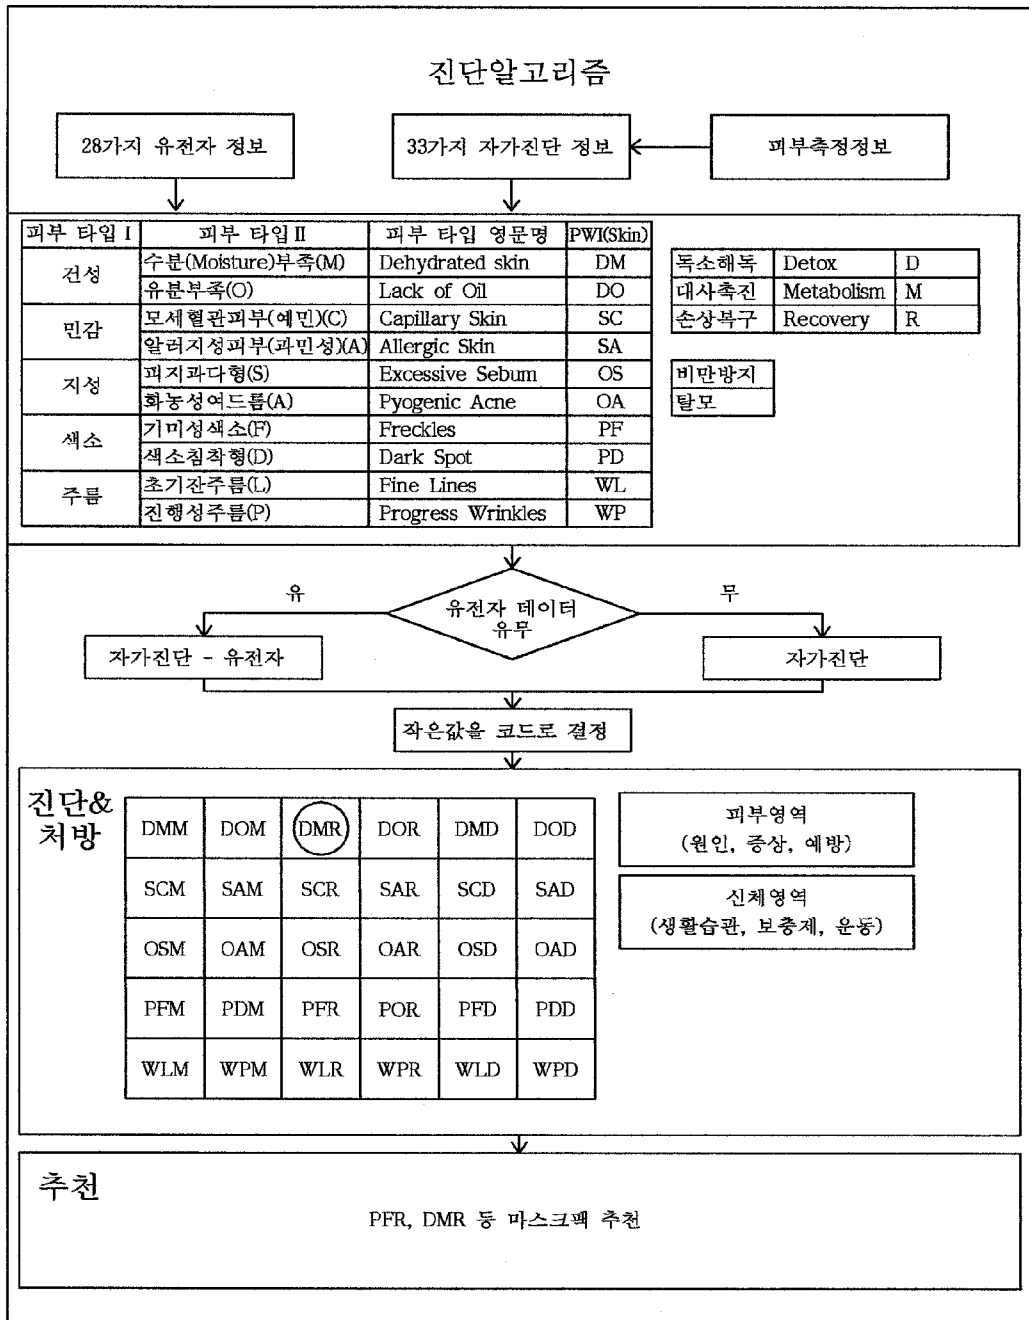 진단알고리즘
28가지 유전자 정보
33가지 자가진단 정보
피부측정정보
피부 타입 I 피부 타입 II 피부 타입 영문명 PWI(Skin)
건성 수분(Moisture)부족(M) Dehydrated skin DM
유분부족(O) Lack of Oil DO
민감 모세혈관피부(예민)(C) Capillary Skin SC
알러지성피부(과민성)(A) Allergic Skin SA
지성 피지과다형(S) Excessive Sebum OS
화농성여드름(A) Pyogenic Acne OA
색소 기미성색소(F) Freckles PF
색소침착형(D) Dark Spot PD
주름 초기잔주름(L) Fine Lines WL
진행성주름(P) Progress Wrinkles WP
독소해독 Detox D
대사촉진 Metabolism M
손상복구 Recovery R
비만방지
탈모
유
유전자 데이터
유무
무
자가진단 - 유전자
자가진단
작은값을 코드로 결정
진단&
처방
DMM DOM DMR DOR DMD DOD
SCM SAM SCR SAR SCD SAD
OSM OAM OSR OAR OSD OAD
PFM PDM PFR POR PFD PDD
WLM WPM WLR WPR WLD WPD
피부영역
(원인, 증상, 예방)
신체영역
(생활습관, 보충제, 운동)
추천
PFR, DMR 등 마스크팩 추천